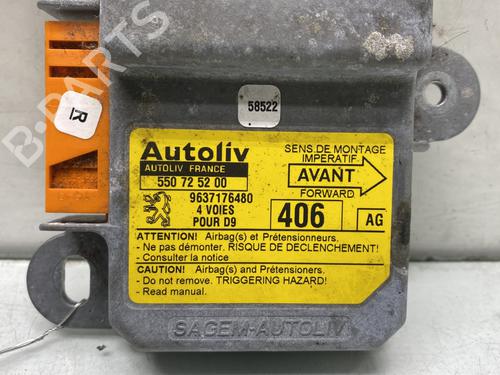 B-PARTS
R
58522
Autoliv
AUTOLIV FRANCE
550 72 52 00
9637176480
4 VOIES
POUR D9
SENS DE MONTAGE
IMPÉRATIF
AVANT
FORWARD
406
AG
ATTENTION! Airbag(s) et Prétensionneurs.
- Ne pas démonter. RISQUE DE DECLENCHEMENT!
- Consulter la notice
CAUTION! Airbag(s) and Pretensioners.
- Do not remove. TRIGGERING HAZARD!
- Read manual.
SAGEM-AUTOLIV